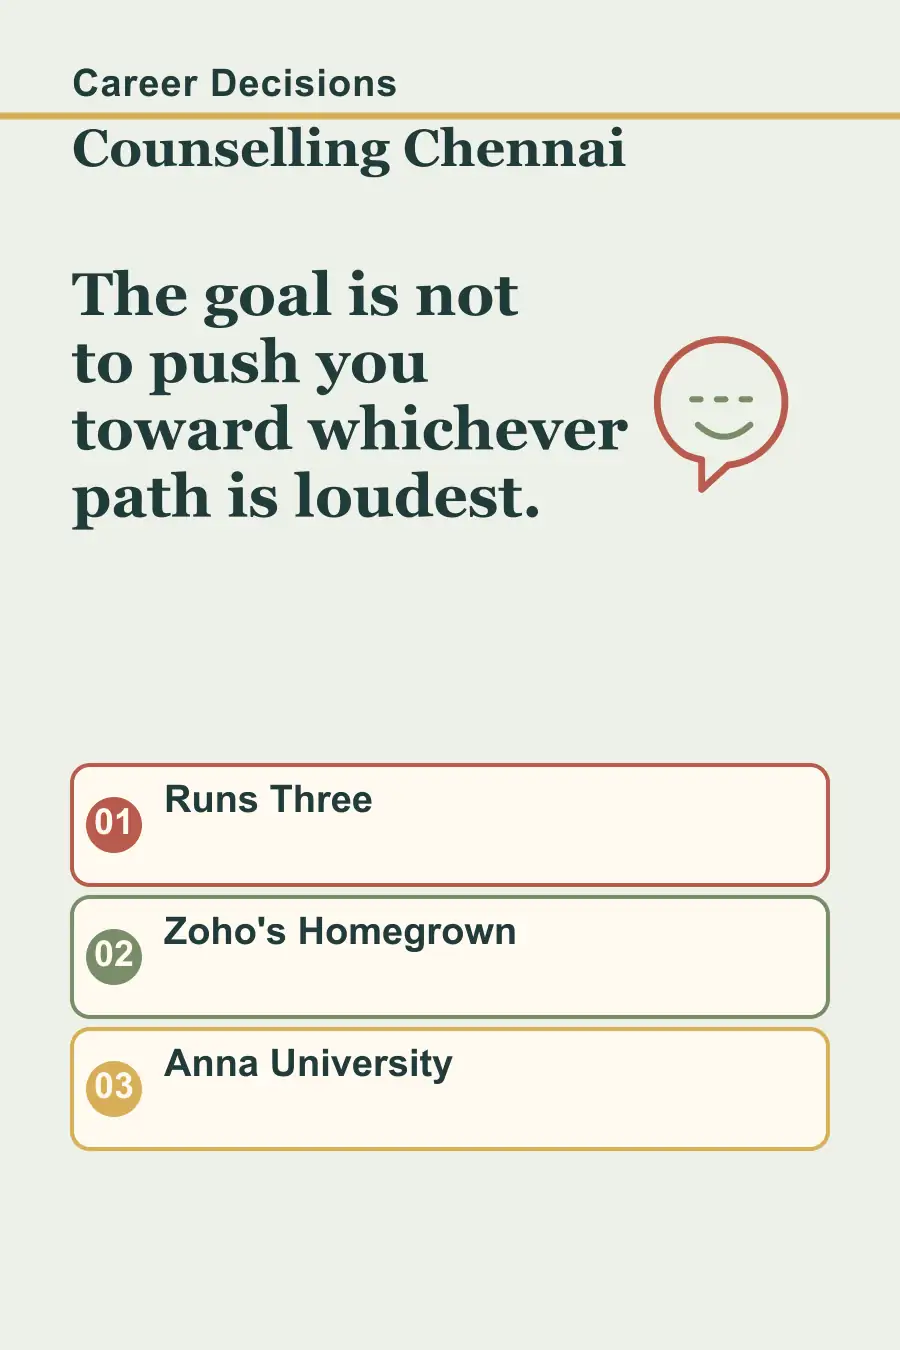 Career Decisions
Counselling Chennai
The goal is not
to push you
toward whichever
path is loudest.
01
Runs Three
02
Zoho's Homegrown
03
Anna University